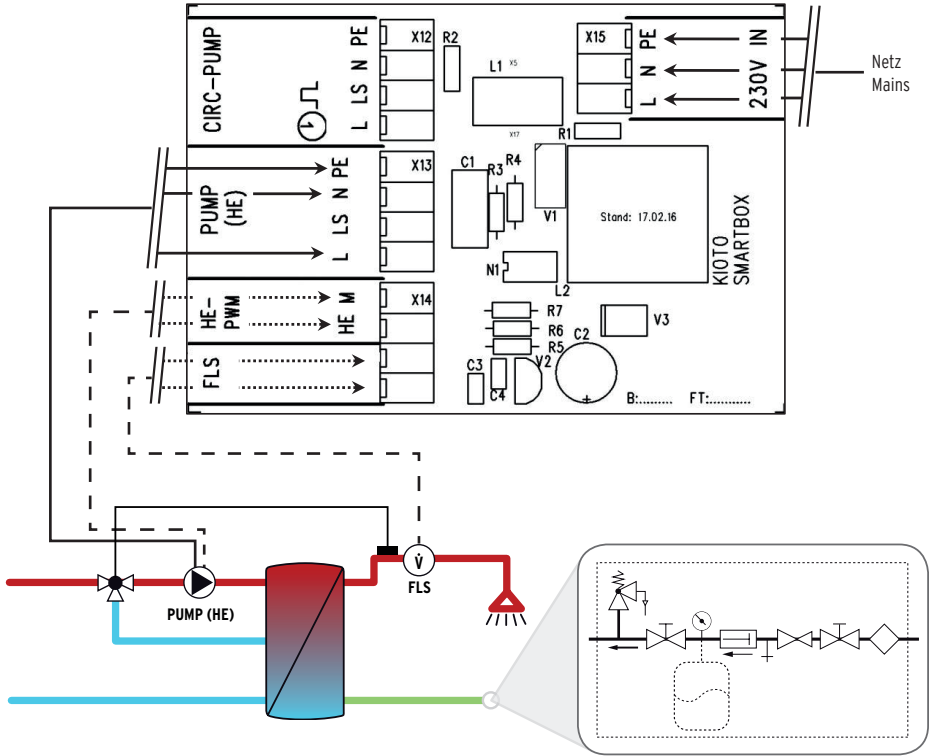 CIRC-PUMP
L LS N PE
X12
R2
L1
X5
X17
X15
PE
N
L
230V IN
Netz
Mains
R1
PUMP
(HE)
L LS N PE
X13
C1
R3
R4
V1
Stand: 17.02.16
KIOTO
SMARTBOX
N1
L2
HE-
PWM
HE M
X14
R7
R6
R5
V3
C2
FLS
C3
C4
V2
+
B:.........
FT:...........
V̇
FLS
PUMP (HE)